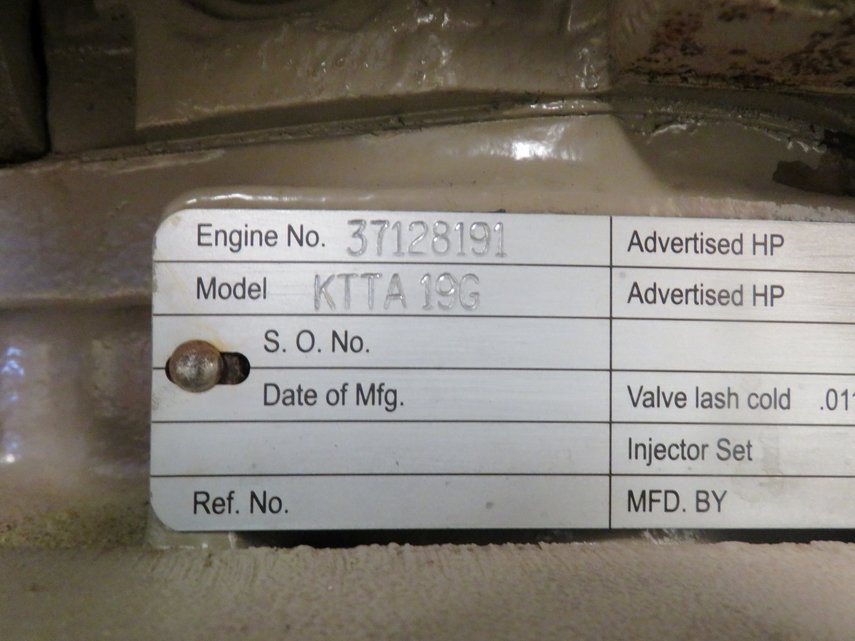 Engine No. 37128191
Advertised HP
Model KTTA 19G
Advertised HP
S. O. No.
Date of Mfg.
Valve lash cold .011
Injector Set
Ref. No.
MFD. BY